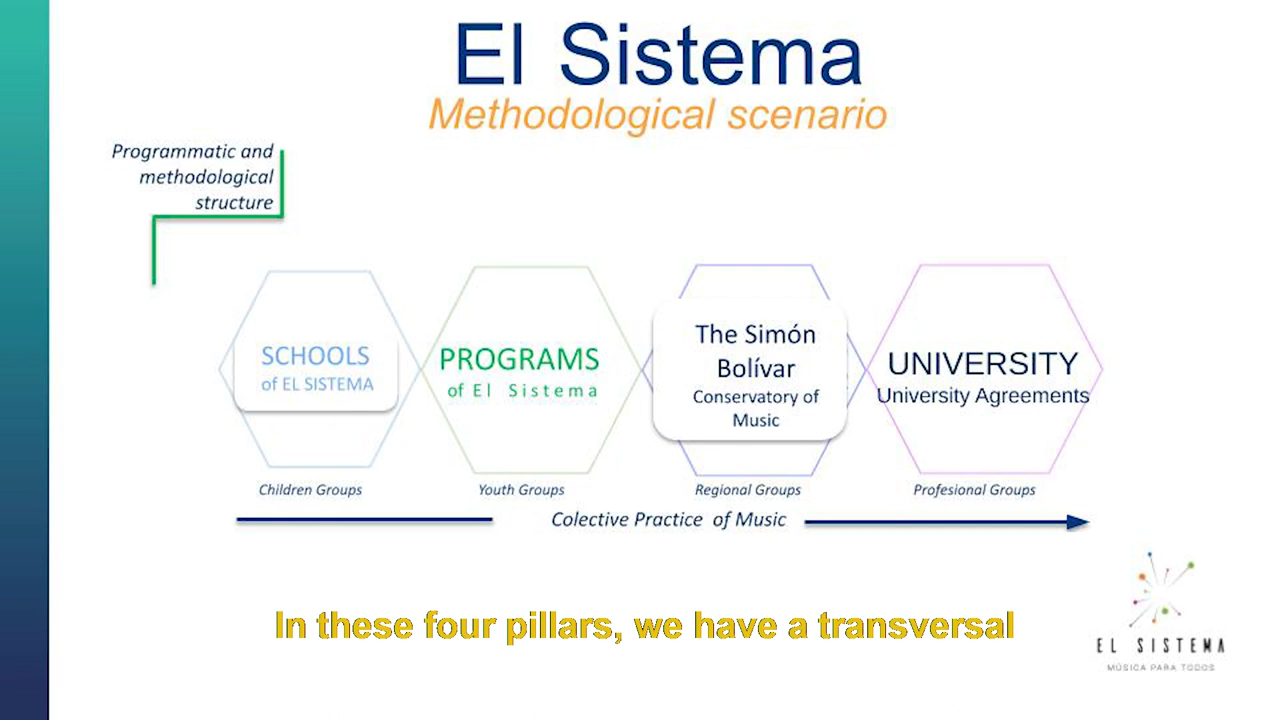 El Sistema
Methodological scenario
Programmatic and
methodological
structure
SCHOOLS
of EL SISTEMA
PROGRAMS
of El Sistema
The Simón
Bolívar
Conservatory of
Music
UNIVERSITY
University Agreements
Children Groups
Youth Groups
Regional Groups
Profesional Groups
Colective Practice of Music
In these four pillars, we have a transversal
EL SISTEMA
MÚSICA PARA TODOS